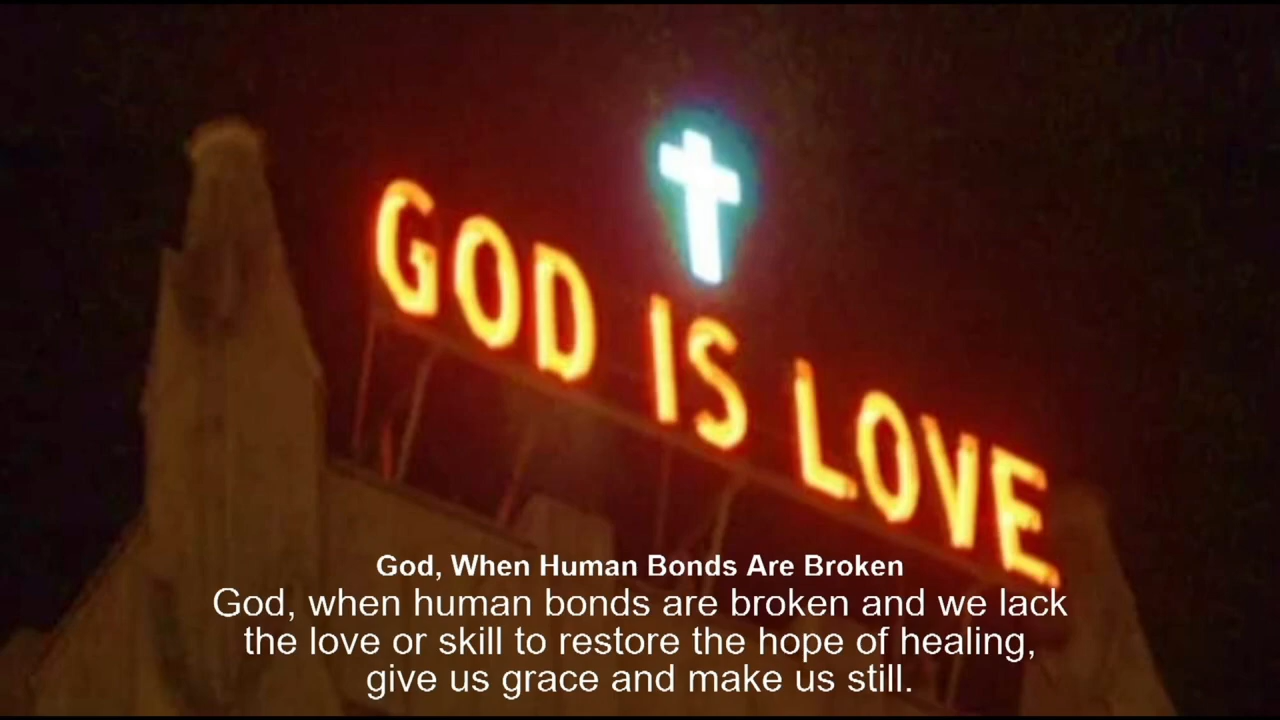 GOD IS LOVE
God, When Human Bonds Are Broken
God, when human bonds are broken and we lack
the love or skill to restore the hope of healing,
give us grace and make us still.